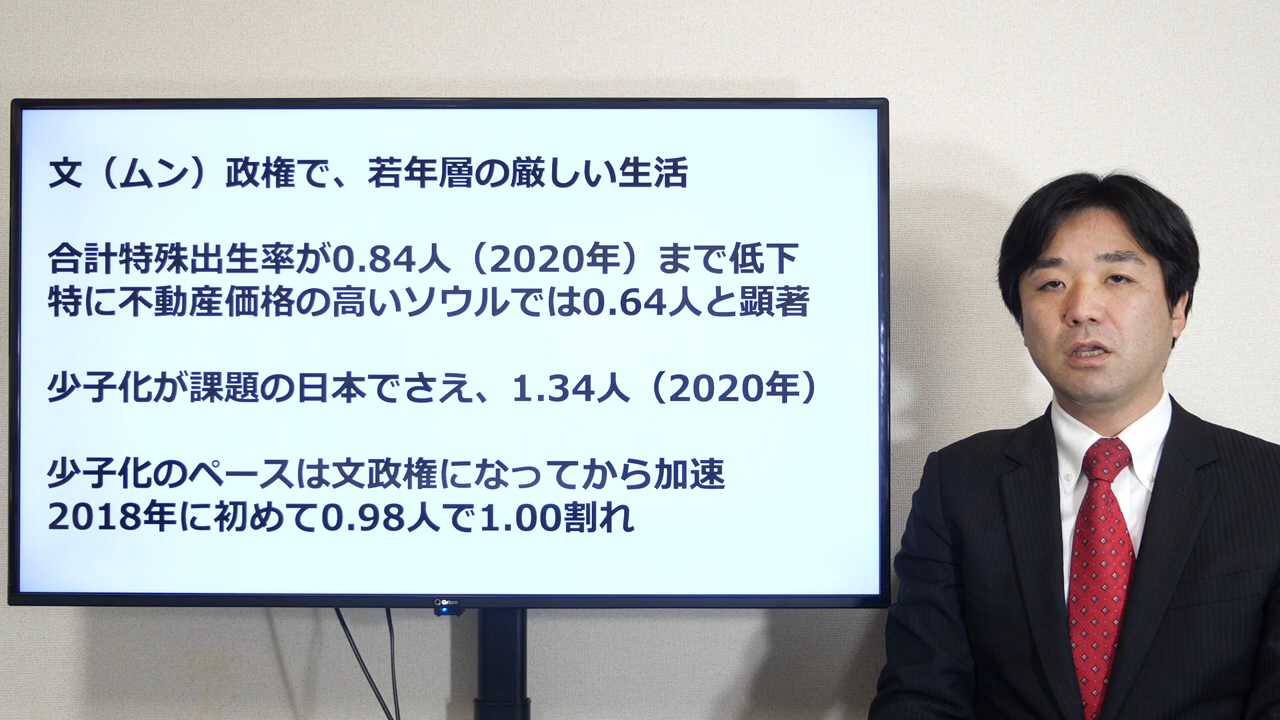 文（ムン）政権で、若年層の厳しい生活
合計特殊出生率が0.84人（2020年）まで低下
特に不動産価格の高いソウルでは0.64人と顕著
少子化が課題の日本でさえ、1.34人（2020年）
少子化のペースは文政権になってから加速
2018年に初めて0.98人で1.00割れ